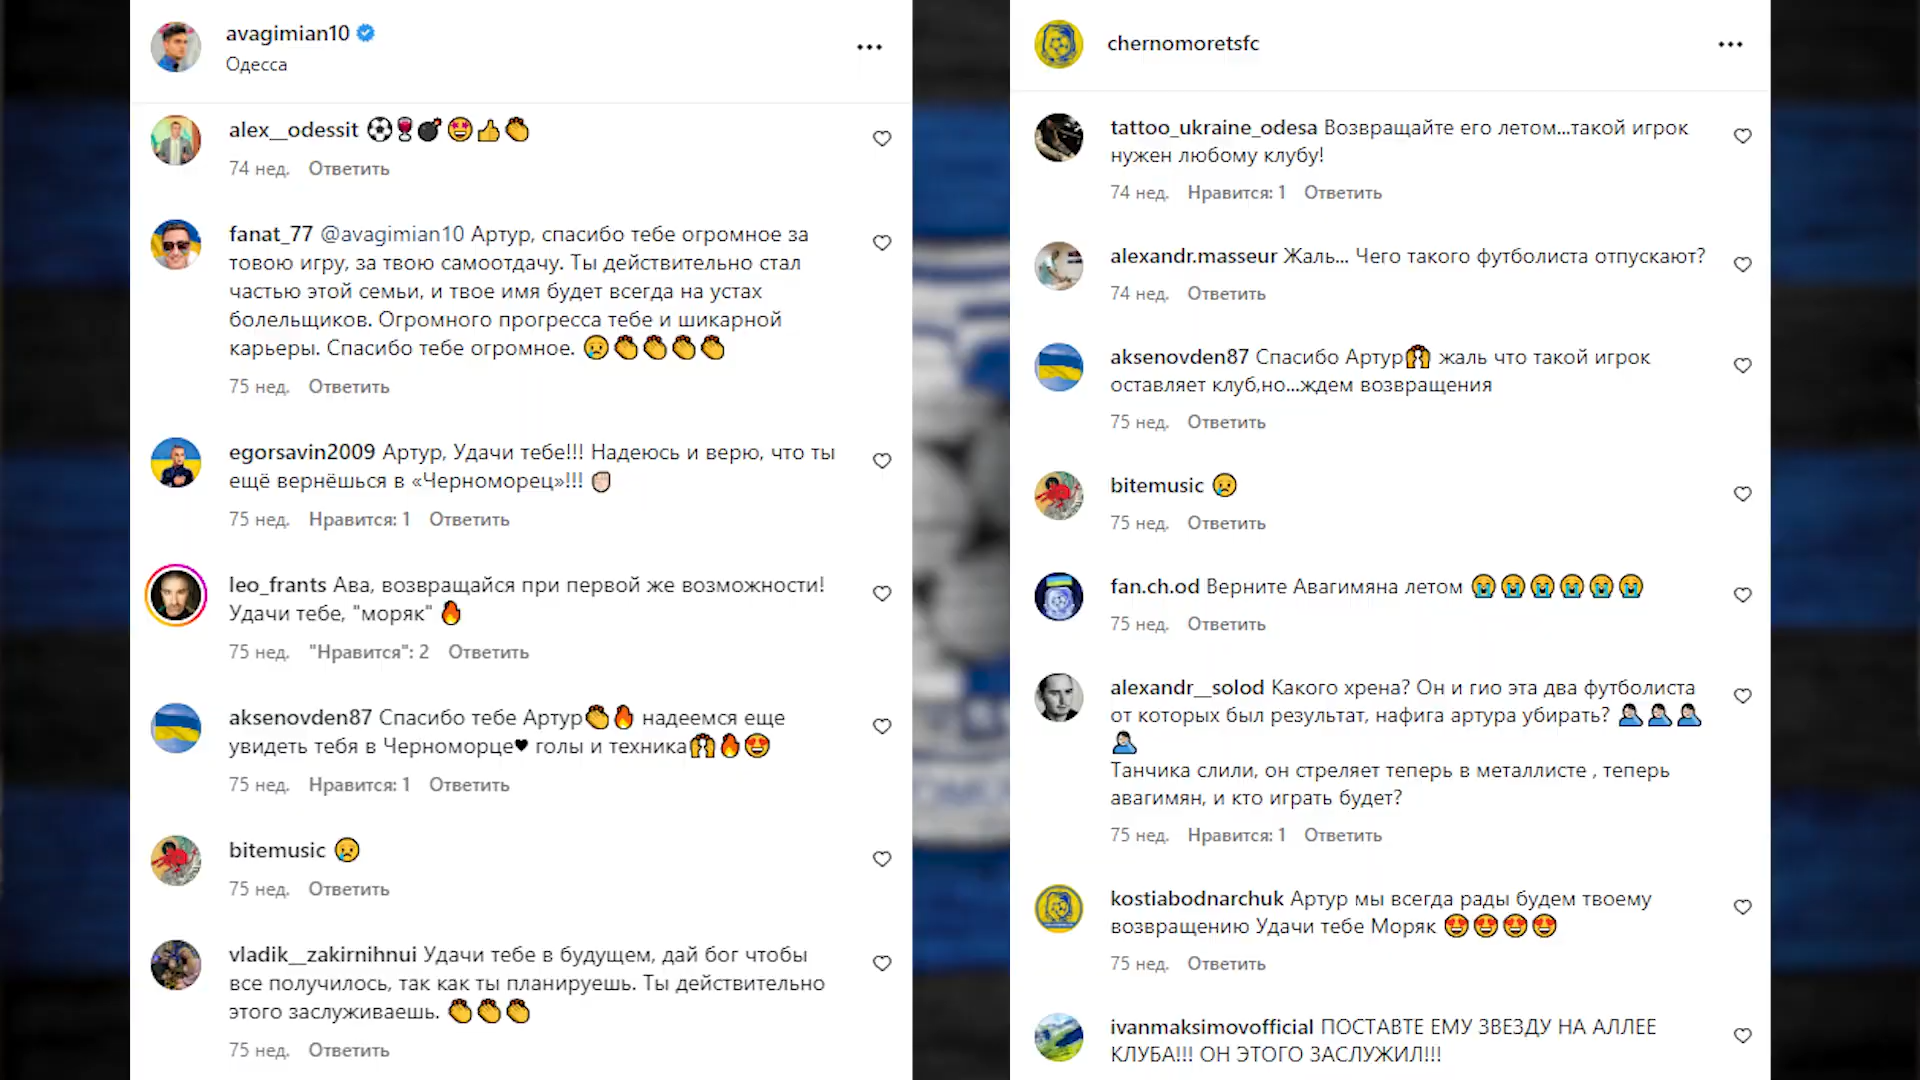 avagimian10
Одесса
alex__odessit ⚽🍷💣🤩👍👏
74 нед. Ответить
fanat_77 @avagimian10 Артур, спасибо тебе огромное за
товою игру, за твою самоотдачу. Ты действительно стал
частью этой семьи, и твое имя будет всегда на устах
болельщиков. Огромного прогресса тебе и шикарной
карьеры. Спасибо тебе огромное. 😢👏👏👏👏
75 нед. Ответить
egorsavin2009 Артур, Удачи тебе!!! Надеюсь и верю, что ты
ещё вернёшься в «Черноморец»!!! ✊🏻
75 нед. Нравится: 1 Ответить
leo_frants Ава, возвращайся при первой же возможности!
Удачи тебе, "моряк" 🔥
75 нед. "Нравится": 2 Ответить
aksenovden87 Спасибо тебе Артур👏🔥 надеемся еще
увидеть тебя в Черноморце♥ голы и техника🙌🔥😍
75 нед. Нравится: 1 Ответить
bitemusic 😢
75 нед. Ответить
vladik__zakirnihnui Удачи тебе в будущем, дай бог чтобы
все получилось, так как ты планируешь. Ты действительно
этого заслуживаешь. 👏👏👏
75 нед. Ответить
chernomoretsfc
tattoo_ukraine_odesa Возвращайте его летом...такой игрок
нужен любому клубу!
74 нед. Нравится: 1 Ответить
alexandr.masseur Жаль... Чего такого футболиста отпускают?
74 нед. Ответить
aksenovden87 Спасибо Артур🙌 жаль что такой игрок
оставляет клуб,но...ждем возвращения
75 нед. Ответить
bitemusic 😢
75 нед. Ответить
fan.ch.od Верните Авагимяна летом 😭😭😭😭😭😭
75 нед. Ответить
alexandr__solod Какого хрена? Он и гио эта два футболиста
от которых был результат, нафига артура убирать? 🤦🏻🤦🏻🤦🏻
🤦🏻
Танчика слили, он стреляет теперь в металлисте , теперь
авагимян, и кто играть будет?
75 нед. Нравится: 1 Ответить
kostiabodnarchuk Артур мы всегда рады будем твоему
возвращению Удачи тебе Моряк 😍😍😍😍
75 нед. Ответить
ivanmaksimovofficial ПОСТАВТЕ ЕМУ ЗВЕЗДУ НА АЛЛЕЕ
КЛУБА!!! ОН ЭТОГО ЗАСЛУЖИЛ!!!